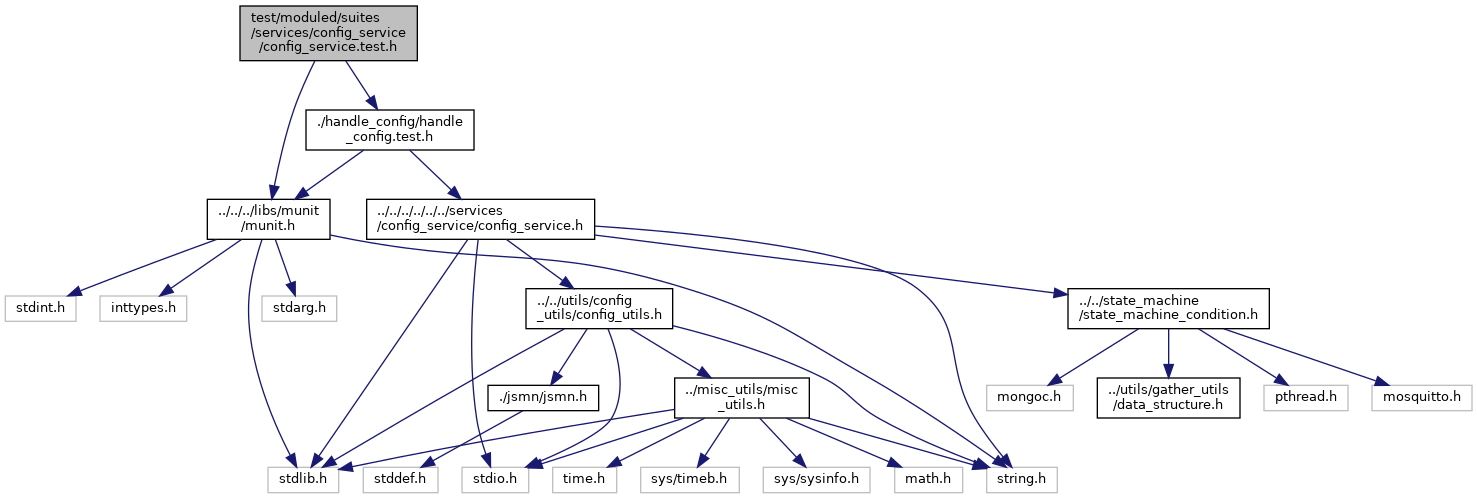 test/moduled/suites
/services/config_service
/config_service.test.h
./handle_config/handle
_config.test.h
../../../libs/munit
/munit.h
../../../../../../services
/config_service/config_service.h
stdint.h
inttypes.h
stdarg.h
../../utils/config
_utils/config_utils.h
../../state_machine
/state_machine_condition.h
./jsmn/jsmn.h
../misc_utils/misc
_utils.h
mongoc.h
../utils/gather_utils
/data_structure.h
pthread.h
mosquitto.h
stdlib.h
stddef.h
stdio.h
time.h
sys/timeb.h
sys/sysinfo.h
math.h
string.h